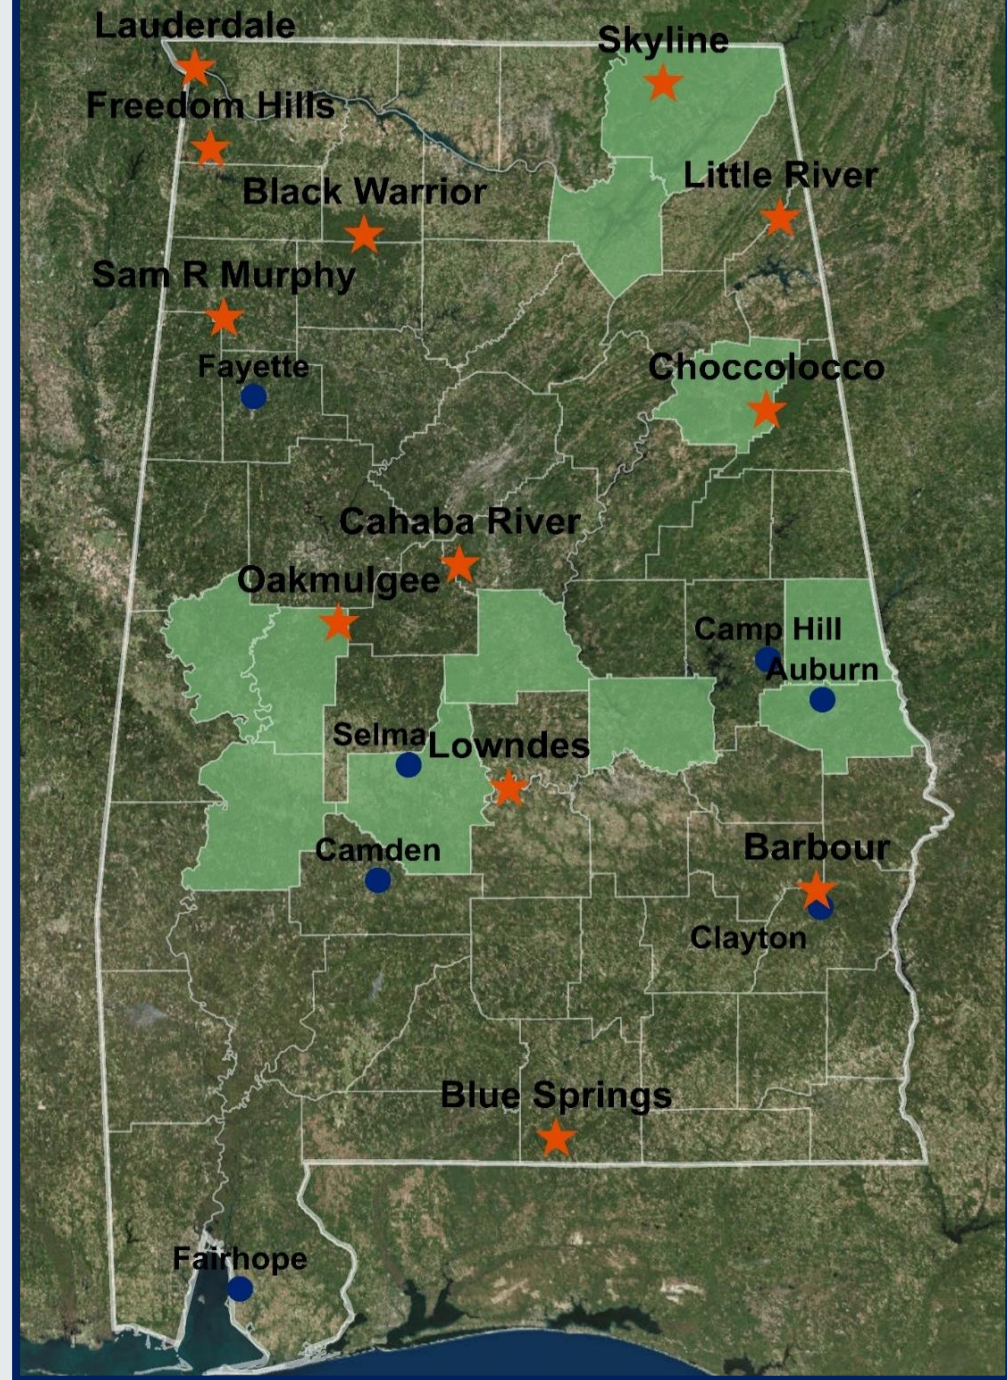 Lauderdale
Skyline
Freedom Hills
Little River
Black Warrior
Sam R Murphy
Fayette
Choccolocco
Cahaba River
Oakmulgee
Camp Hill
Auburn
Selma
Lowndes
Camden
Barbour
Clayton
Blue Springs
Fairhope